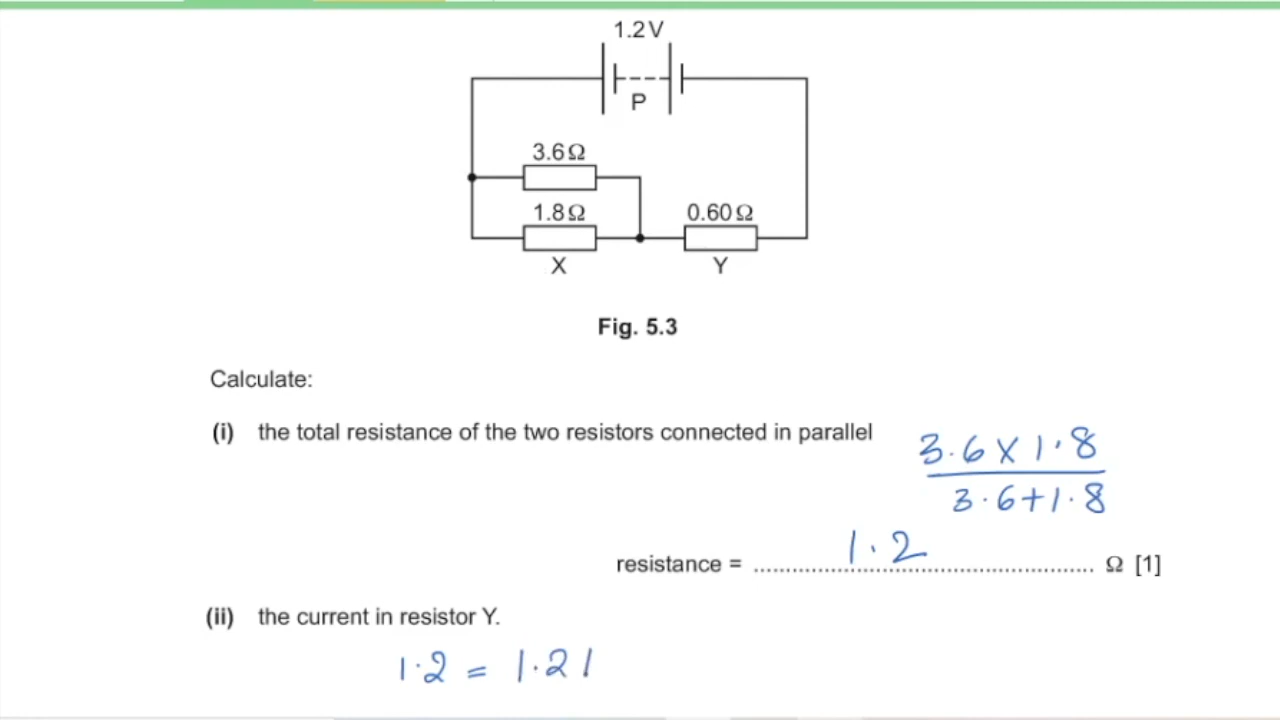 1.2V
P
3.6Ω
1.8Ω 0.60Ω
X Y
Fig. 5.3
Calculate:
(i) the total resistance of the two resistors connected in parallel
3.6 X 1.8
3.6+1.8
resistance = 1.2 Ω [1]
(ii) the current in resistor Y.
1.2 = 1.2I